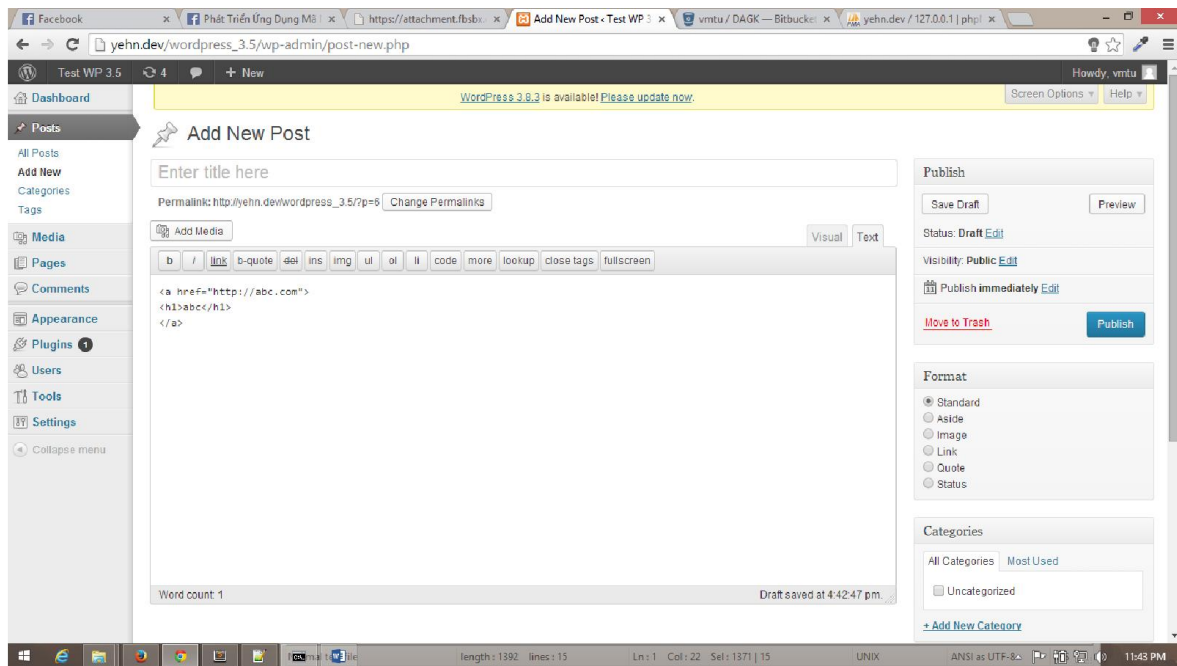 Facebook
Phát Triển Ứng Dụng Mã
https://attachment.fbsbx.
Add New Post ‹ Test WP 3
vmtu / DAGK — Bitbucket
yehn.dev / 127.0.0.1 | php
yehn.dev/wordpress_3.5/wp-admin/post-new.php
Test WP 3.5
4
+ New
Howdy, vmtu
Dashboard
WordPress 3.8.3 is available! Please update now.
Screen Options
Help
Posts
All Posts
Add New
Categories
Tags
Media
Pages
Comments
Appearance
Plugins 1
Users
Tools
Settings
Collapse menu
Add New Post
Enter title here
Permalink: http://yehn.dev/wordpress_3.5/?p=6 Change Permalinks
Add Media
Visual Text
b i link b-quote del ins img ul ol li code more lookup close tags fullscreen
<a href="http://abc.com">
<h1>abc</h1>
</a>
Word count: 1
Draft saved at 4:42:47 pm.
Publish
Save Draft
Preview
Status: Draft Edit
Visibility: Public Edit
Publish immediately Edit
Move to Trash
Publish
Format
Standard
Aside
Image
Link
Quote
Status
Categories
All Categories Most Used
Uncategorized
+ Add New Category
length : 1392 lines : 15
Ln : 1 Col : 22 Sel : 1371 | 15
UNIX
ANSI as UTF-8
11:43 PM